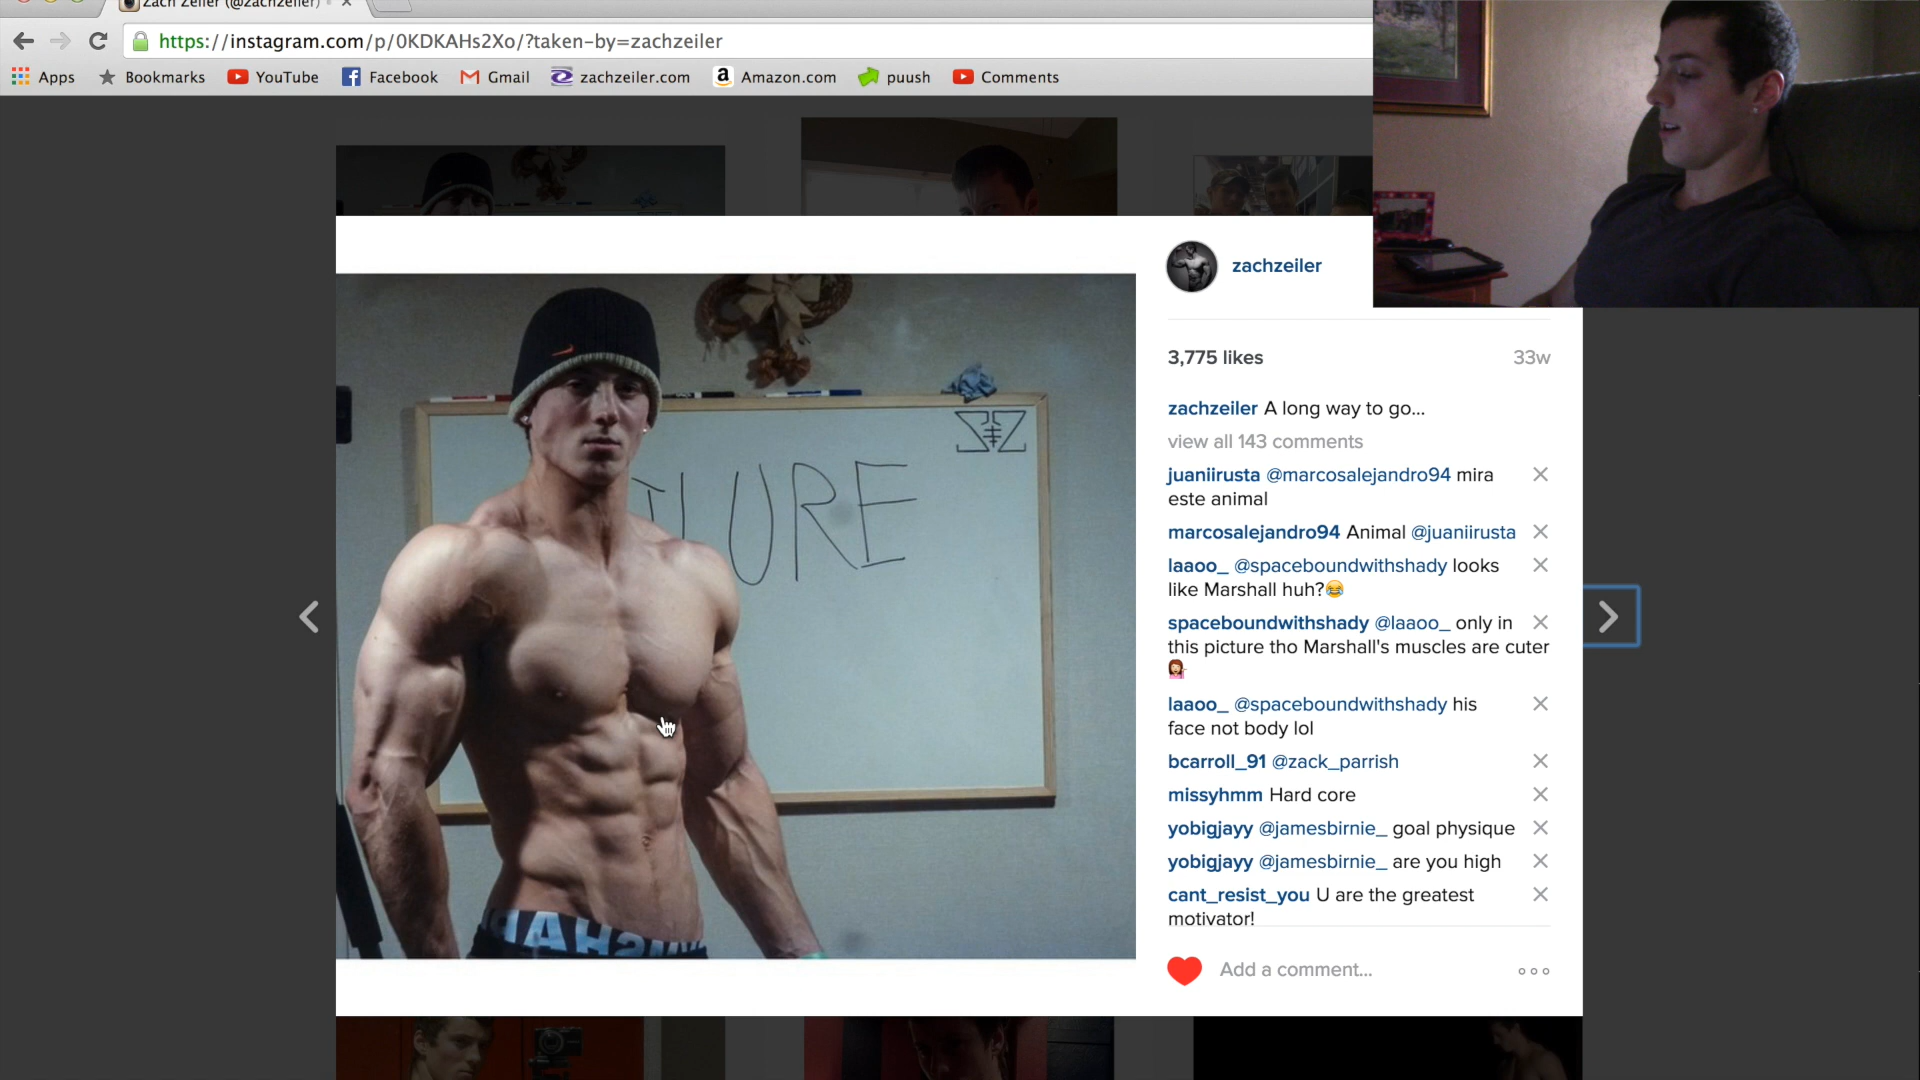 Zach Zeiler (@zachzeiler)
https://instagram.com/p/0KDKAHs2Xo/?taken-by=zachzeiler
Apps Bookmarks YouTube Facebook Gmail zachzeiler.com Amazon.com puush Comments
zachzeiler
3,775 likes 33w
zachzeiler A long way to go...
view all 143 comments
juaniirusta @marcosalejandro94 mira
este animal
marcosalejandro94 Animal @juaniirusta
laaoo_ @spaceboundwithshady looks
like Marshall huh?😂
spaceboundwithshady @laaoo_ only in
this picture tho Marshall's muscles are cuter
💁
laaoo_ @spaceboundwithshady his
face not body lol
bcarroll_91 @zack_parrish
missyhmm Hard core
yobigjayy @jamesbirnie_ goal physique
yobigjayy @jamesbirnie_ are you high
cant_resist_you U are the greatest
motivator!
Add a comment...
ILURE